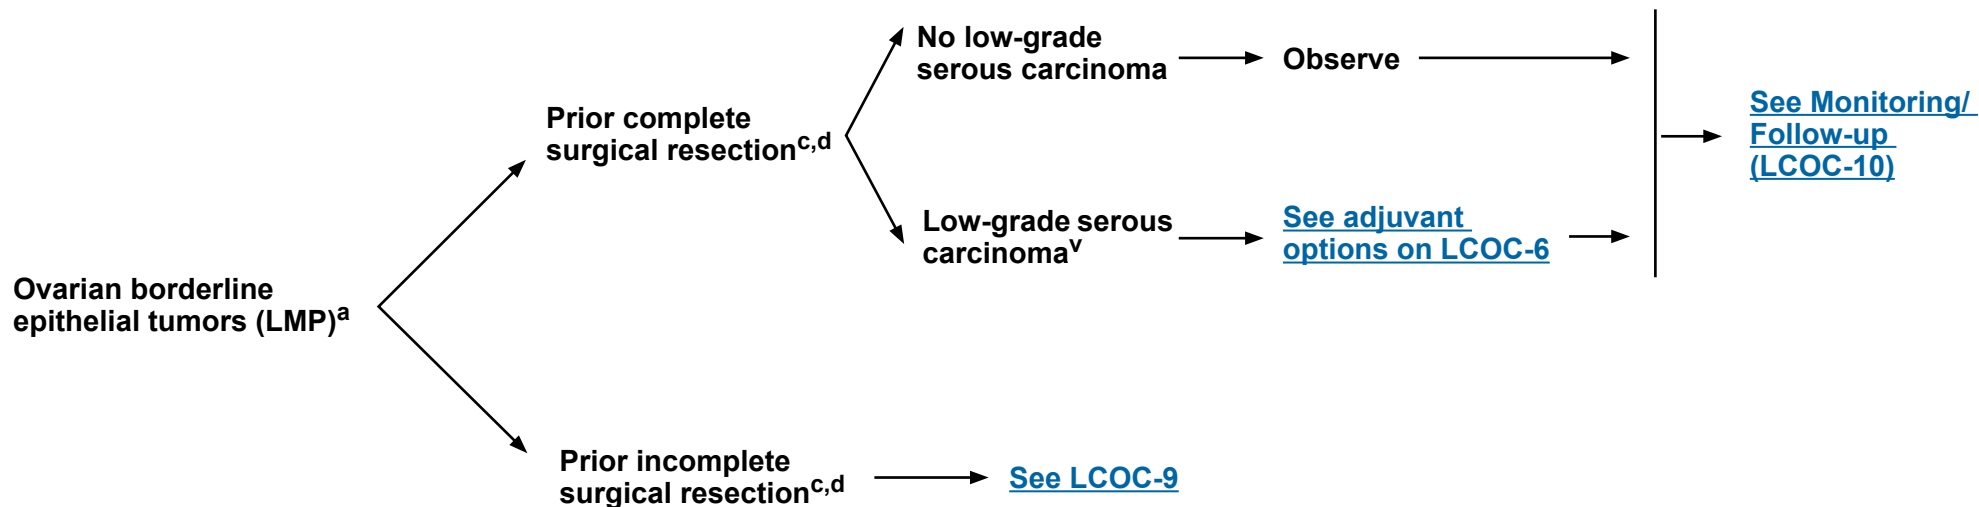 Ovarian borderline
epithelial tumors (LMP)a
Prior complete
surgical resectionc,d
No low-grade
serous carcinoma
Observe
Low-grade serous
carcinomav
See adjuvant
options on LCOC-6
See Monitoring/
Follow-up
(LCOC-10)
Prior incomplete
surgical resectionc,d
See LCOC-9